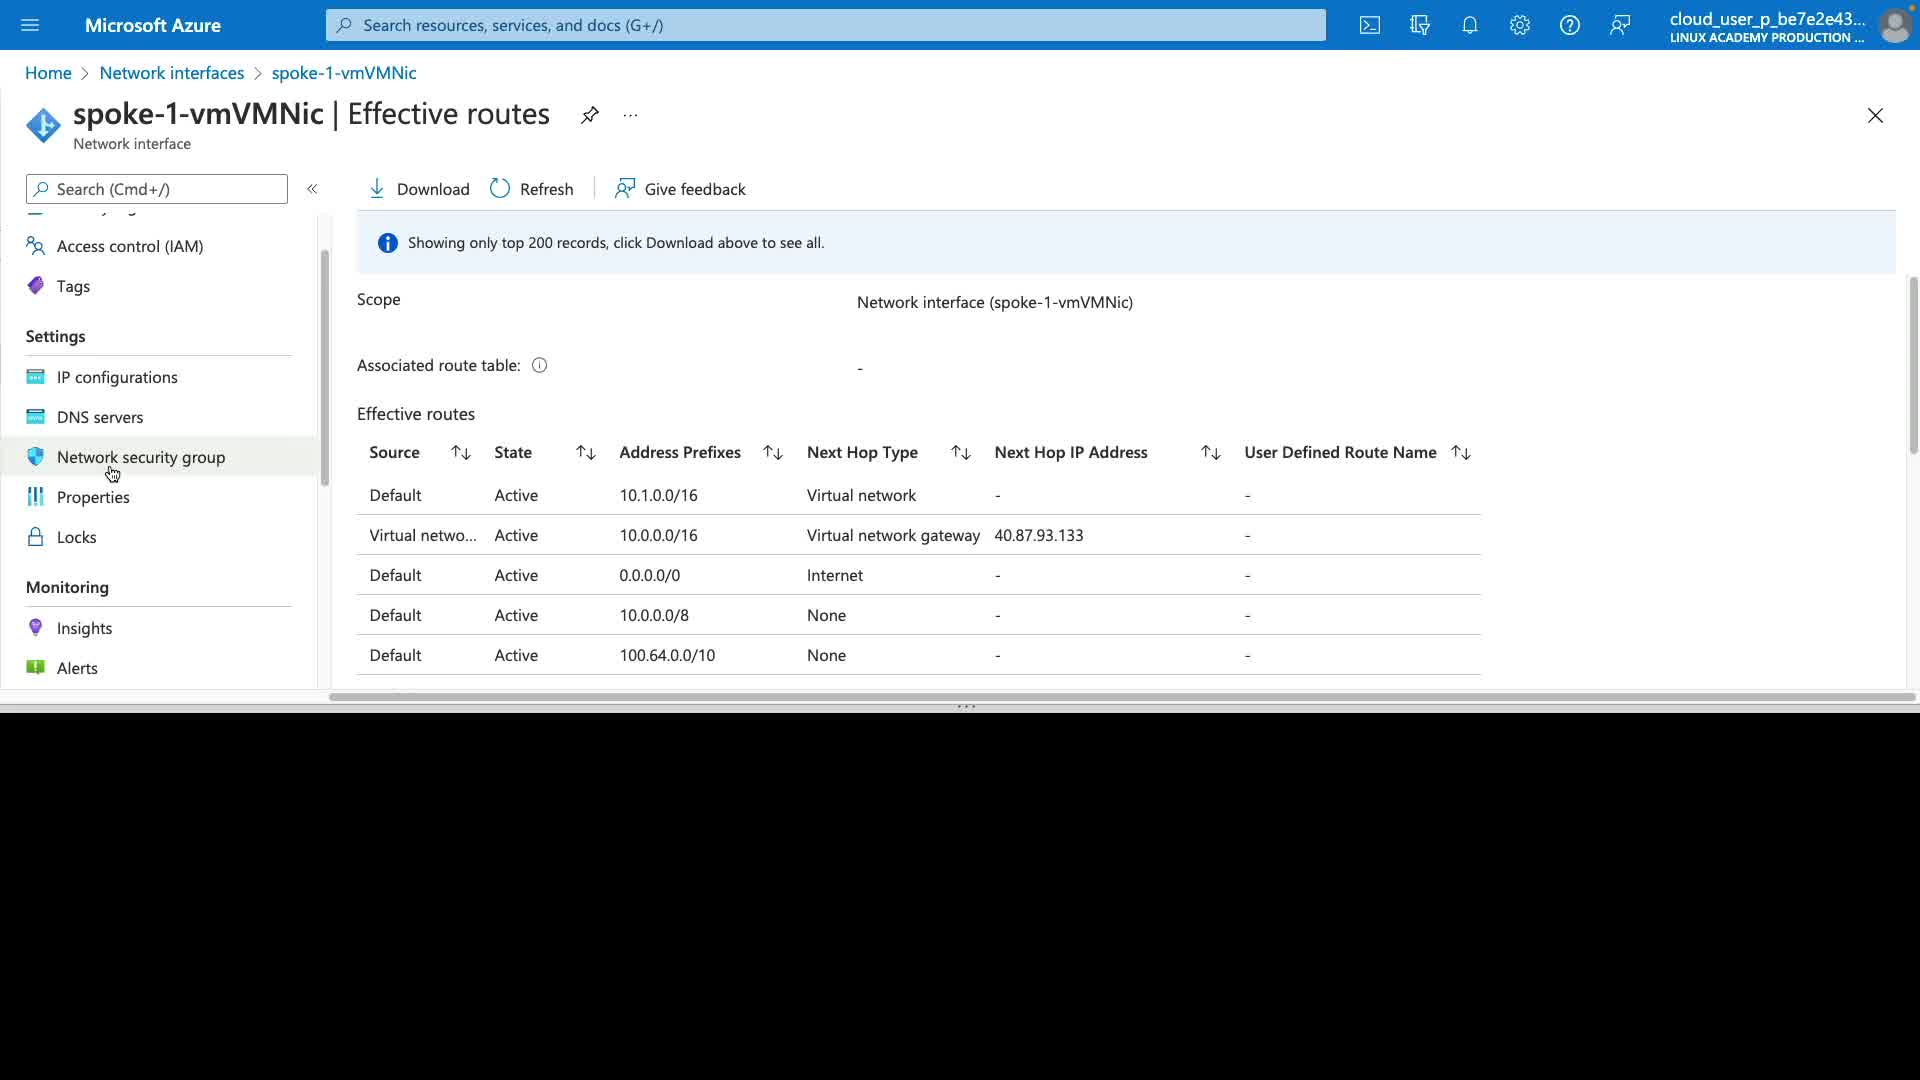 Microsoft Azure
Search resources, services, and docs (G+/)
cloud_user_p_be7e2e43...
LINUX ACADEMY PRODUCTION ...
Home > Network interfaces > spoke-1-vmVMNic
spoke-1-vmVMNic | Effective routes ...
Network interface
Search (Cmd+/)
«
Download
Refresh
Give feedback
Access control (IAM)
Tags
Settings
IP configurations
DNS servers
Network security group
Properties
Locks
Monitoring
Insights
Alerts
Showing only top 200 records, click Download above to see all.
Scope
Network interface (spoke-1-vmVMNic)
Associated route table:
-
Effective routes
Source State Address Prefixes Next Hop Type Next Hop IP Address User Defined Route Name
Default Active 10.1.0.0/16 Virtual network - -
Virtual netwo... Active 10.0.0.0/16 Virtual network gateway 40.87.93.133 -
Default Active 0.0.0.0/0 Internet - -
Default Active 10.0.0.0/8 None - -
Default Active 100.64.0.0/10 None - -